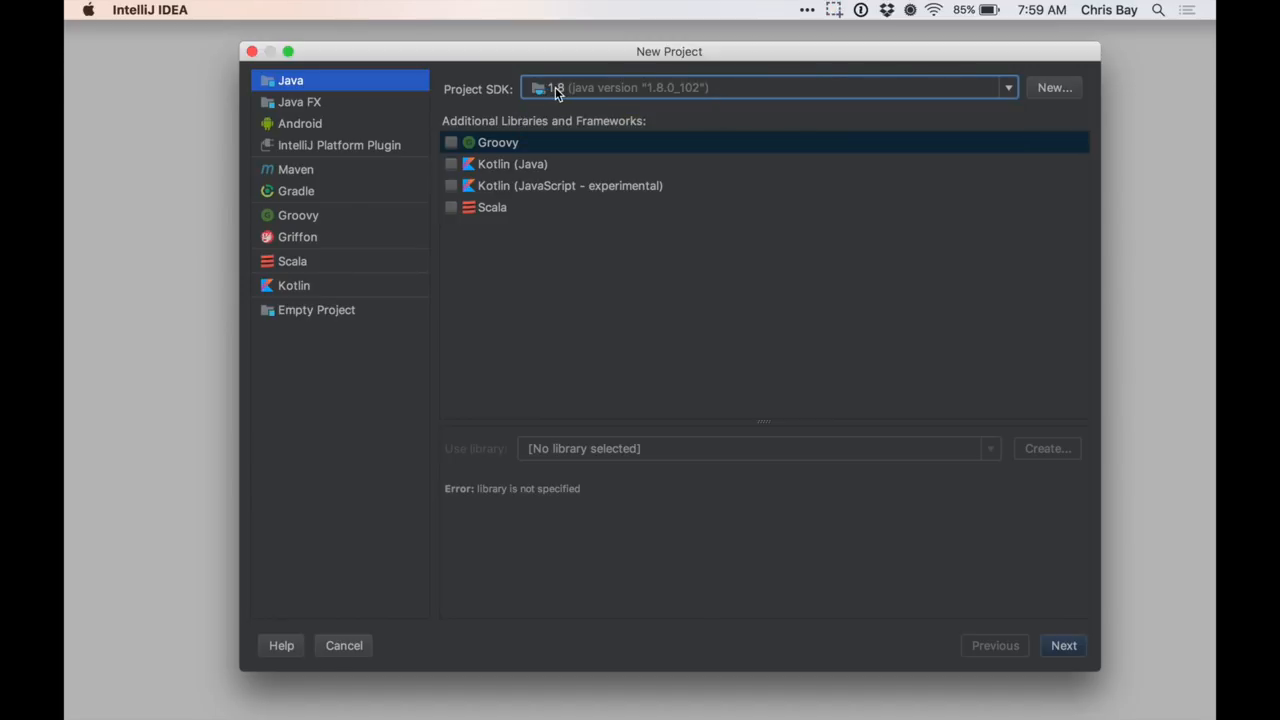 IntelliJ IDEA
••• 85% 7:59 AM Chris Bay
New Project
Java
Java FX
Android
IntelliJ Platform Plugin
Maven
Gradle
Groovy
Griffon
Scala
Kotlin
Empty Project
Project SDK: 1.8 (java version "1.8.0_102") New...
Additional Libraries and Frameworks:
Groovy
Kotlin (Java)
Kotlin (JavaScript - experimental)
Scala
Use library: [No library selected] Create...
Error: library is not specified
Help Cancel Previous Next